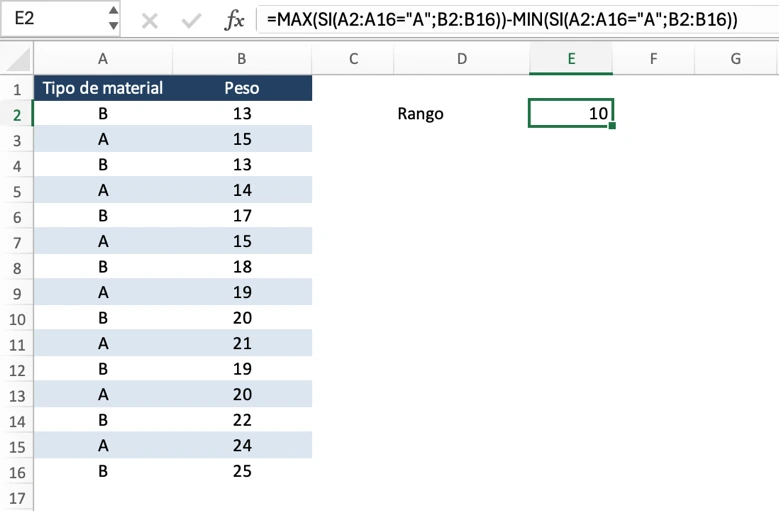 E2 fx =MAX(SI(A2:A16="A";B2:B16))-MIN(SI(A2:A16="A";B2:B16))
A B C D E F G
1 Tipo de material Peso
2 B 13 Rango 10
3 A 15
4 B 13
5 A 14
6 B 17
7 A 15
8 B 18
9 A 19
10 B 20
11 A 21
12 B 19
13 A 20
14 B 22
15 A 24
16 B 25
17